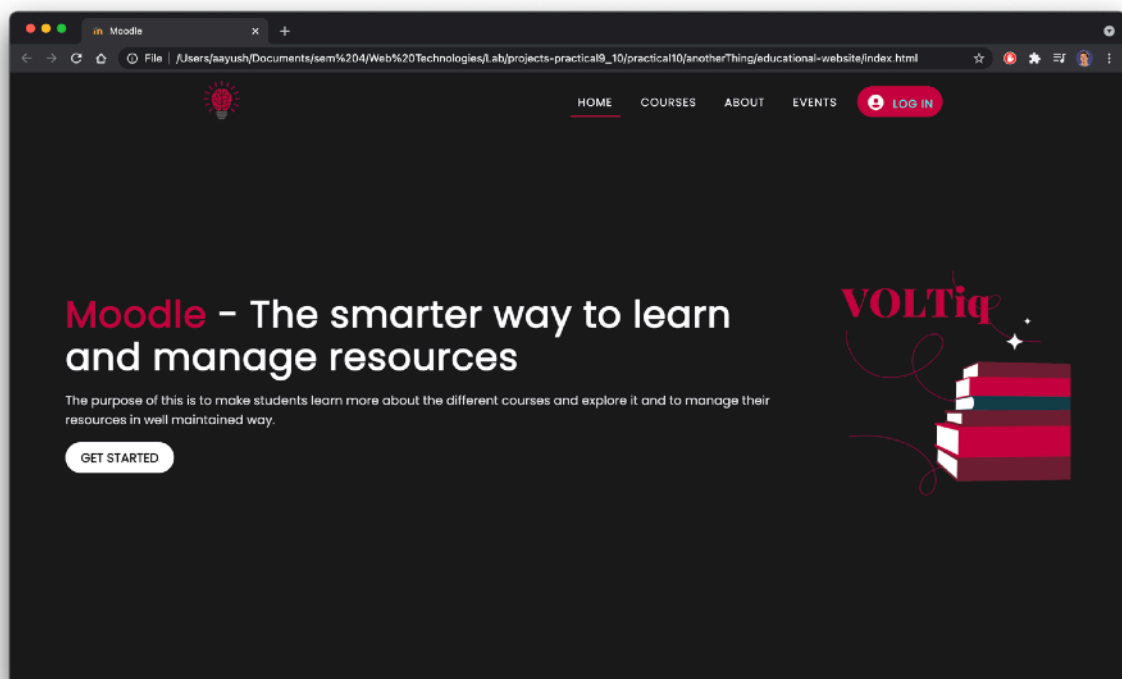 Moodle
File | /Users/aayush/Documents/sem%204/Web%20Technologies/Lab/projects-practical9_10/practical10/anotherThing/educational-website/index.html
HOME COURSES ABOUT EVENTS LOG IN
VOLTiq
Moodle - The smarter way to learn
and manage resources
The purpose of this is to make students learn more about the different courses and explore it and to manage their
resources in well maintained way.
GET STARTED